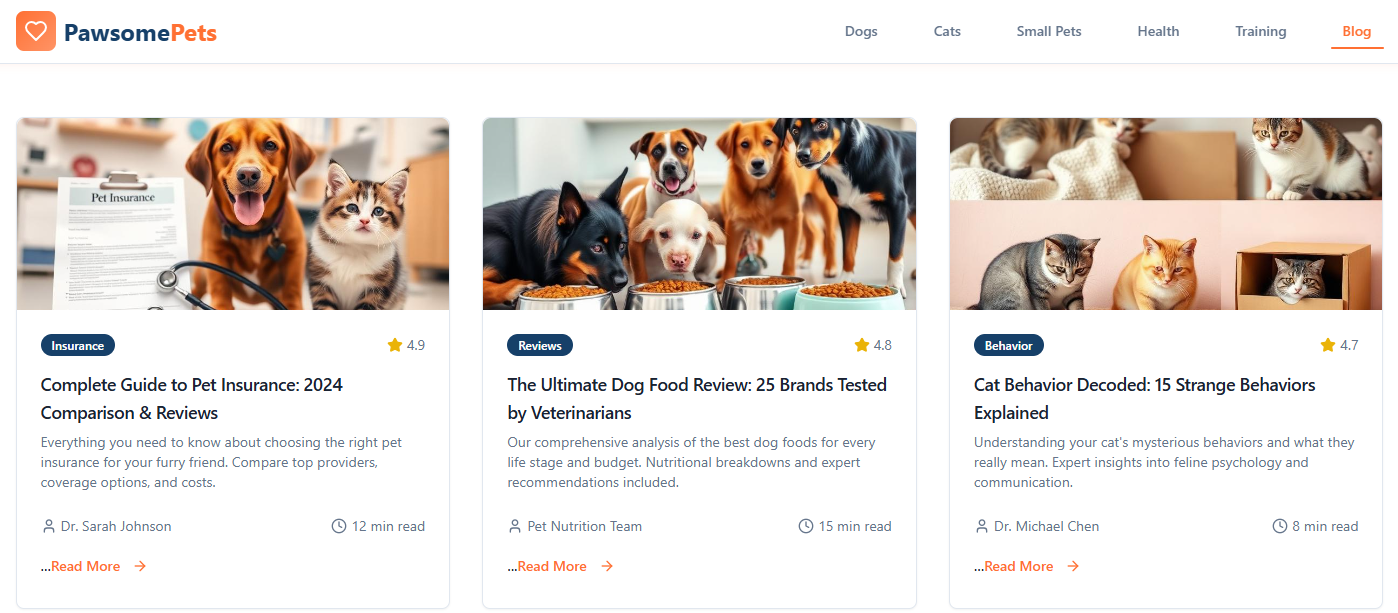 PawsomePets
Dogs
Cats
Small Pets
Health
Training
Blog
Pet Insurance
Insurance
4.9
Complete Guide to Pet Insurance: 2024
Comparison & Reviews
Everything you need to know about choosing the right pet
insurance for your furry friend. Compare top providers,
coverage options, and costs.
Dr. Sarah Johnson
12 min read
...Read More
Reviews
4.8
The Ultimate Dog Food Review: 25 Brands Tested
by Veterinarians
Our comprehensive analysis of the best dog foods for every
life stage and budget. Nutritional breakdowns and expert
recommendations included.
Pet Nutrition Team
15 min read
...Read More
Behavior
4.7
Cat Behavior Decoded: 15 Strange Behaviors
Explained
Understanding your cat's mysterious behaviors and what they
really mean. Expert insights into feline psychology and
communication.
Dr. Michael Chen
8 min read
...Read More